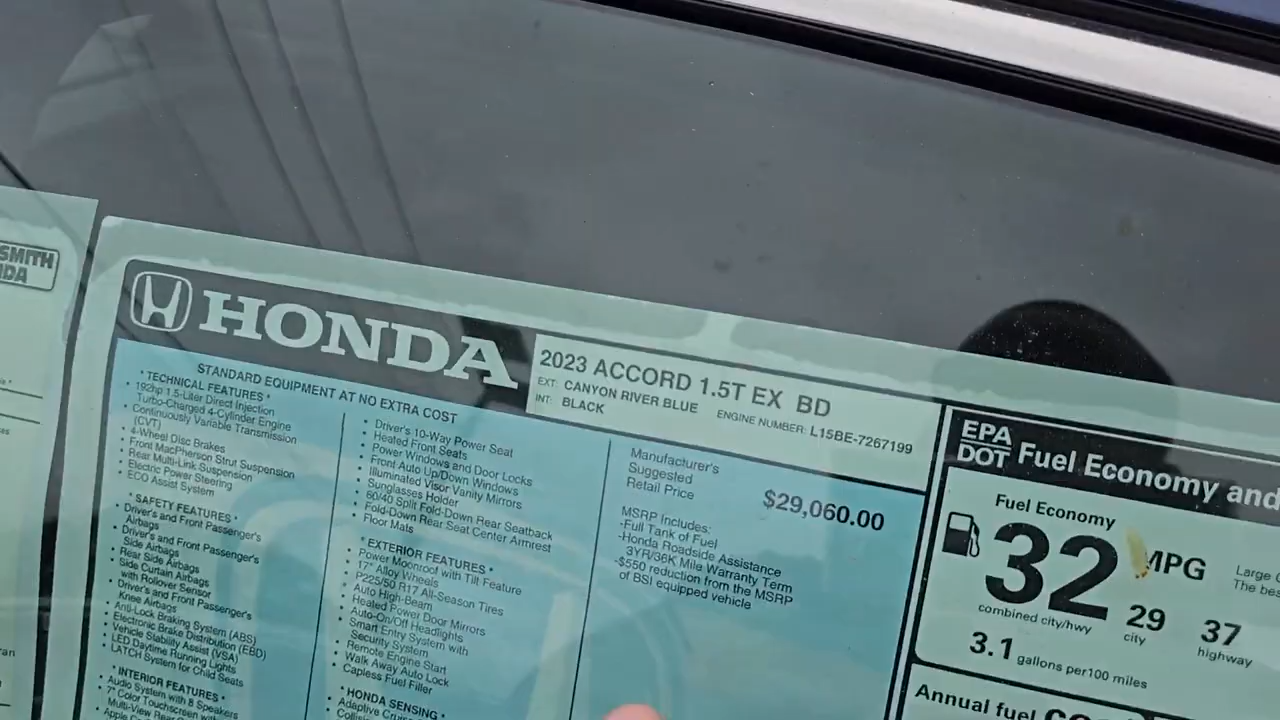 SMITH
HONDA
2023 ACCORD 1.5T EX BD
EXT: CANYON RIVER BLUE
INT: BLACK
ENGINE NUMBER: L15BE-7267199
STANDARD EQUIPMENT AT NO EXTRA COST
* TECHNICAL FEATURES *
• 192hp 1.5-Liter Direct Injection
Turbo-Charged 4-Cylinder Engine
• Continuously Variable Transmission
(CVT)
• 4-Wheel Disc Brakes
• Front MacPherson Strut Suspension
• Rear Multi-Link Suspension
• Electric Power Steering
• ECO Assist System
* SAFETY FEATURES *
• Driver's and Front Passenger's
Airbags
• Driver's and Front Passenger's
Side Airbags
• Rear Side Airbags
• Side Curtain Airbags
with Rollover Sensor
• Driver's and Front Passenger's
Knee Airbags
• Anti-Lock Braking System (ABS)
• Electronic Brake Distribution (EBD)
• Vehicle Stability Assist (VSA)
• LED Daytime Running Lights
• LATCH System for Child Seats
* INTERIOR FEATURES *
• Audio System with 8 Speakers
• 7" Color Touchscreen with
• Multi-View Rear
• Driver's 10-Way Power Seat
• Heated Front Seats
• Power Windows and Door Locks
• Front Auto Up/Down Windows
• Illuminated Visor Vanity Mirrors
• Sunglasses Holder
• 60/40 Split Fold-Down Rear Seatback
• Fold-Down Rear Seat Center Armrest
• Floor Mats
* EXTERIOR FEATURES *
• Power Moonroof with Tilt Feature
• 17" Alloy Wheels
• P225/50 R17 All-Season Tires
• Auto High-Beam
• Heated Power Door Mirrors
• Auto-On/Off Headlights
• Smart Entry System with
Security System
• Remote Engine Start
• Walk Away Auto Lock
• Capless Fuel Filler
* HONDA SENSING *
• Adaptive Cruise
Manufacturer's
Suggested
Retail Price
$29,060.00
MSRP Includes:
-Full Tank of Fuel
-Honda Roadside Assistance
3YR/36K Mile Warranty Term
-$550 reduction from the MSRP
of BSI equipped vehicle
EPA
DOT
Fuel Economy and
Fuel Economy
32 MPG
combined city/hwy
29
city
37
highway
3.1 gallons per 100 miles
Large
The bes
Annual fuel